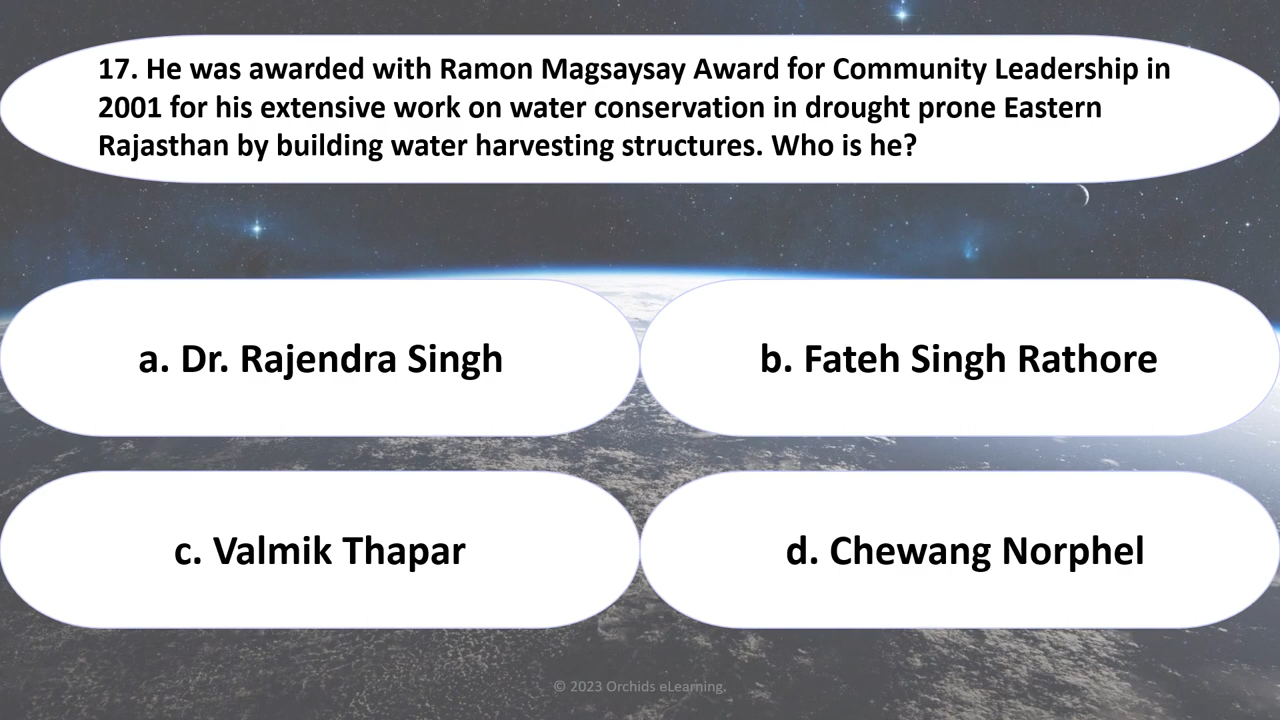 17. He was awarded with Ramon Magsaysay Award for Community Leadership in
2001 for his extensive work on water conservation in drought prone Eastern
Rajasthan by building water harvesting structures. Who is he?
a. Dr. Rajendra Singh
b. Fateh Singh Rathore
c. Valmik Thapar
d. Chewang Norphel
© 2023 Orchids eLearning.